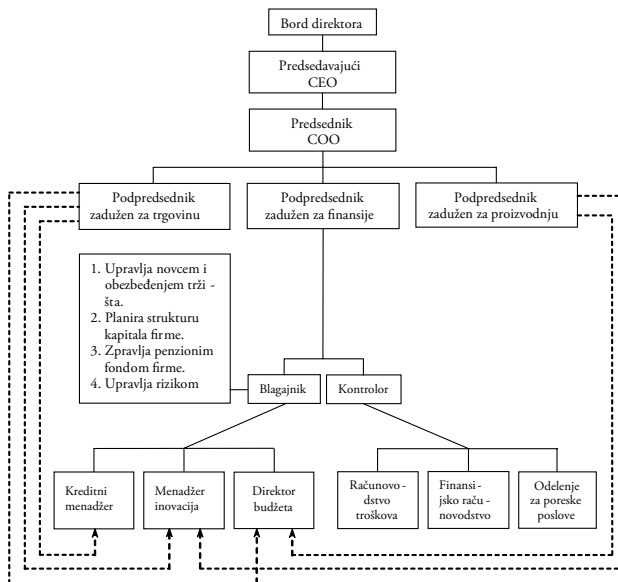 Bord direktora
Predsedavajući
CEO
Predsednik
COO
Podpredsednik
zadužen za trgovinu
Podpredsednik
zadužen za finansije
Podpredsednik
zadužen za proizvodnju
1. Upravlja novcem i
obezbeđenjem trži -
šta.
2. Planira strukturu
kapitala firme.
3. Zpravlja penzionim
fondom firme.
4. Upravlja rizikom
Blagajnik
Kontrolor
Kreditni
menadžer
Menadžer
inovacija
Direktor
budžeta
Računovo -
dstvo
troškova
Finansi -
jsko raču -
novodstvo
Odelenje
za poreske
poslove